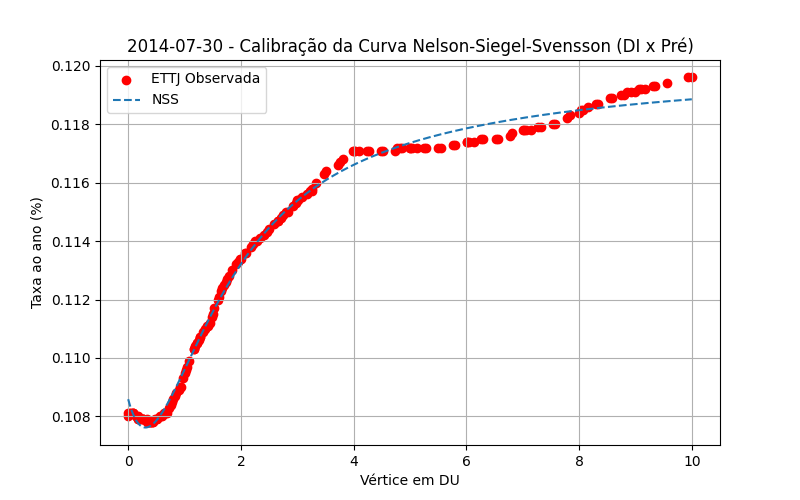 2014-07-30 - Calibração da Curva Nelson-Siegel-Svensson (DI x Pré)
ETTJ Observada
NSS
Taxa ao ano (%)
0.120
0.118
0.116
0.114
0.112
0.110
0.108
0 2 4 6 8 10
Vértice em DU